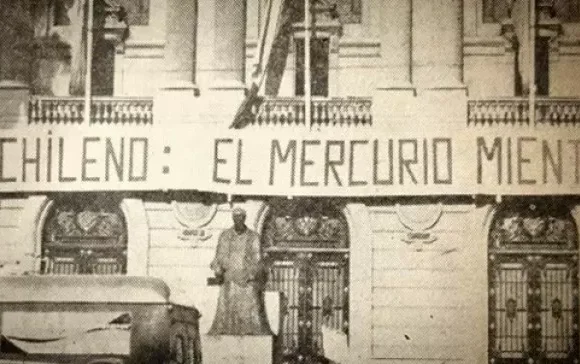 CHILENO: EL MERCURIO MIENT